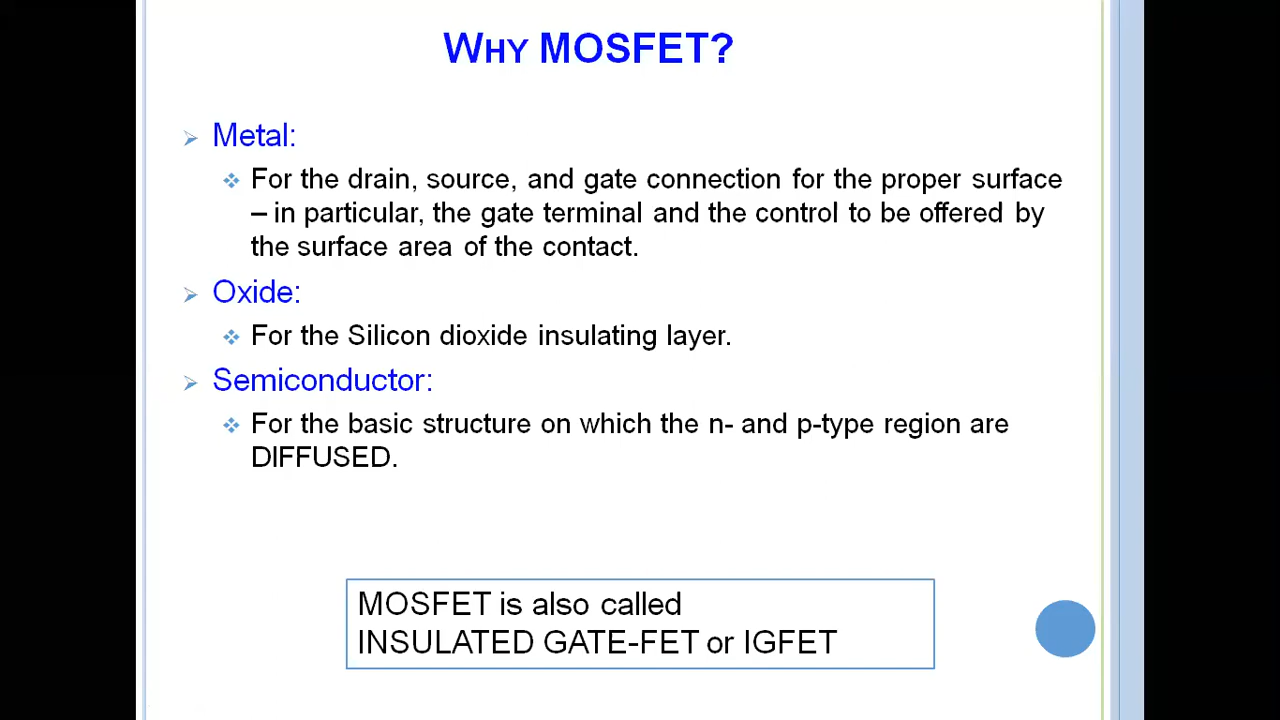 WHY MOSFET?
Metal:
For the drain, source, and gate connection for the proper surface
– in particular, the gate terminal and the control to be offered by
the surface area of the contact.
Oxide:
For the Silicon dioxide insulating layer.
Semiconductor:
For the basic structure on which the n- and p-type region are
DIFFUSED.
MOSFET is also called
INSULATED GATE-FET or IGFET